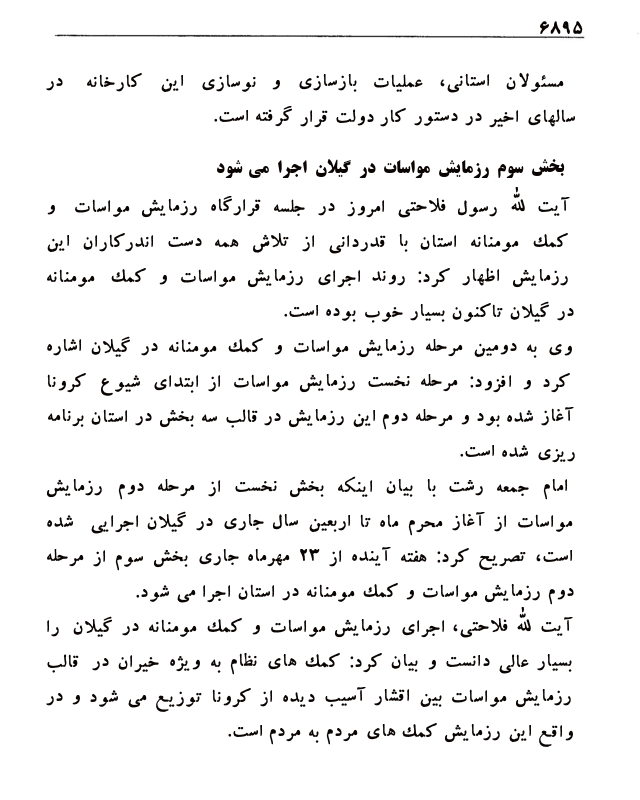 ۶۸۹۵
مسئولان استانی، عملیات بازسازی و نوسازی این کارخانه در
سالهای اخیر در دستور کار دولت قرار گرفته است.
بخش سوم رزمایش مواسات در گیلان اجرا می شود
آیت الله رسول فلاحتی امروز در جلسه قرارگاه رزمایش مواسات و
کمک مومنانه استان با قدردانی از تلاش همه دست اندرکاران این
رزمایش اظهار کرد: روند اجرای رزمایش مواسات و کمک مومنانه
در گیلان تاکنون بسیار خوب بوده است.
وی به دومین مرحله رزمایش مواسات و کمک مومنانه در گیلان اشاره
کرد و افزود: مرحله نخست رزمایش مواسات از ابتدای شیوع کرونا
آغاز شده بود و مرحله دوم این رزمایش در قالب سه بخش در استان برنامه
ریزی شده است.
امام جمعه رشت با بیان اینکه بخش نخست از مرحله دوم رزمایش
مواسات از آغاز محرم ماه تا اربعین سال جاری در گیلان اجرایی شده
است، تصریح کرد: هفته آینده از ۲۳ مهرماه جاری بخش سوم از مرحله
دوم رزمایش مواسات و کمک مومنانه در استان اجرا می شود.
آیت الله فلاحتی، اجرای رزمایش مواسات و کمک مومنانه در گیلان را
بسیار عالی دانست و بیان کرد: کمک های نظام به ویژه خیران در قالب
رزمایش مواسات بین اقشار آسیب دیده از کرونا توزیع می شود و در
واقع این رزمایش کمک های مردم به مردم است.